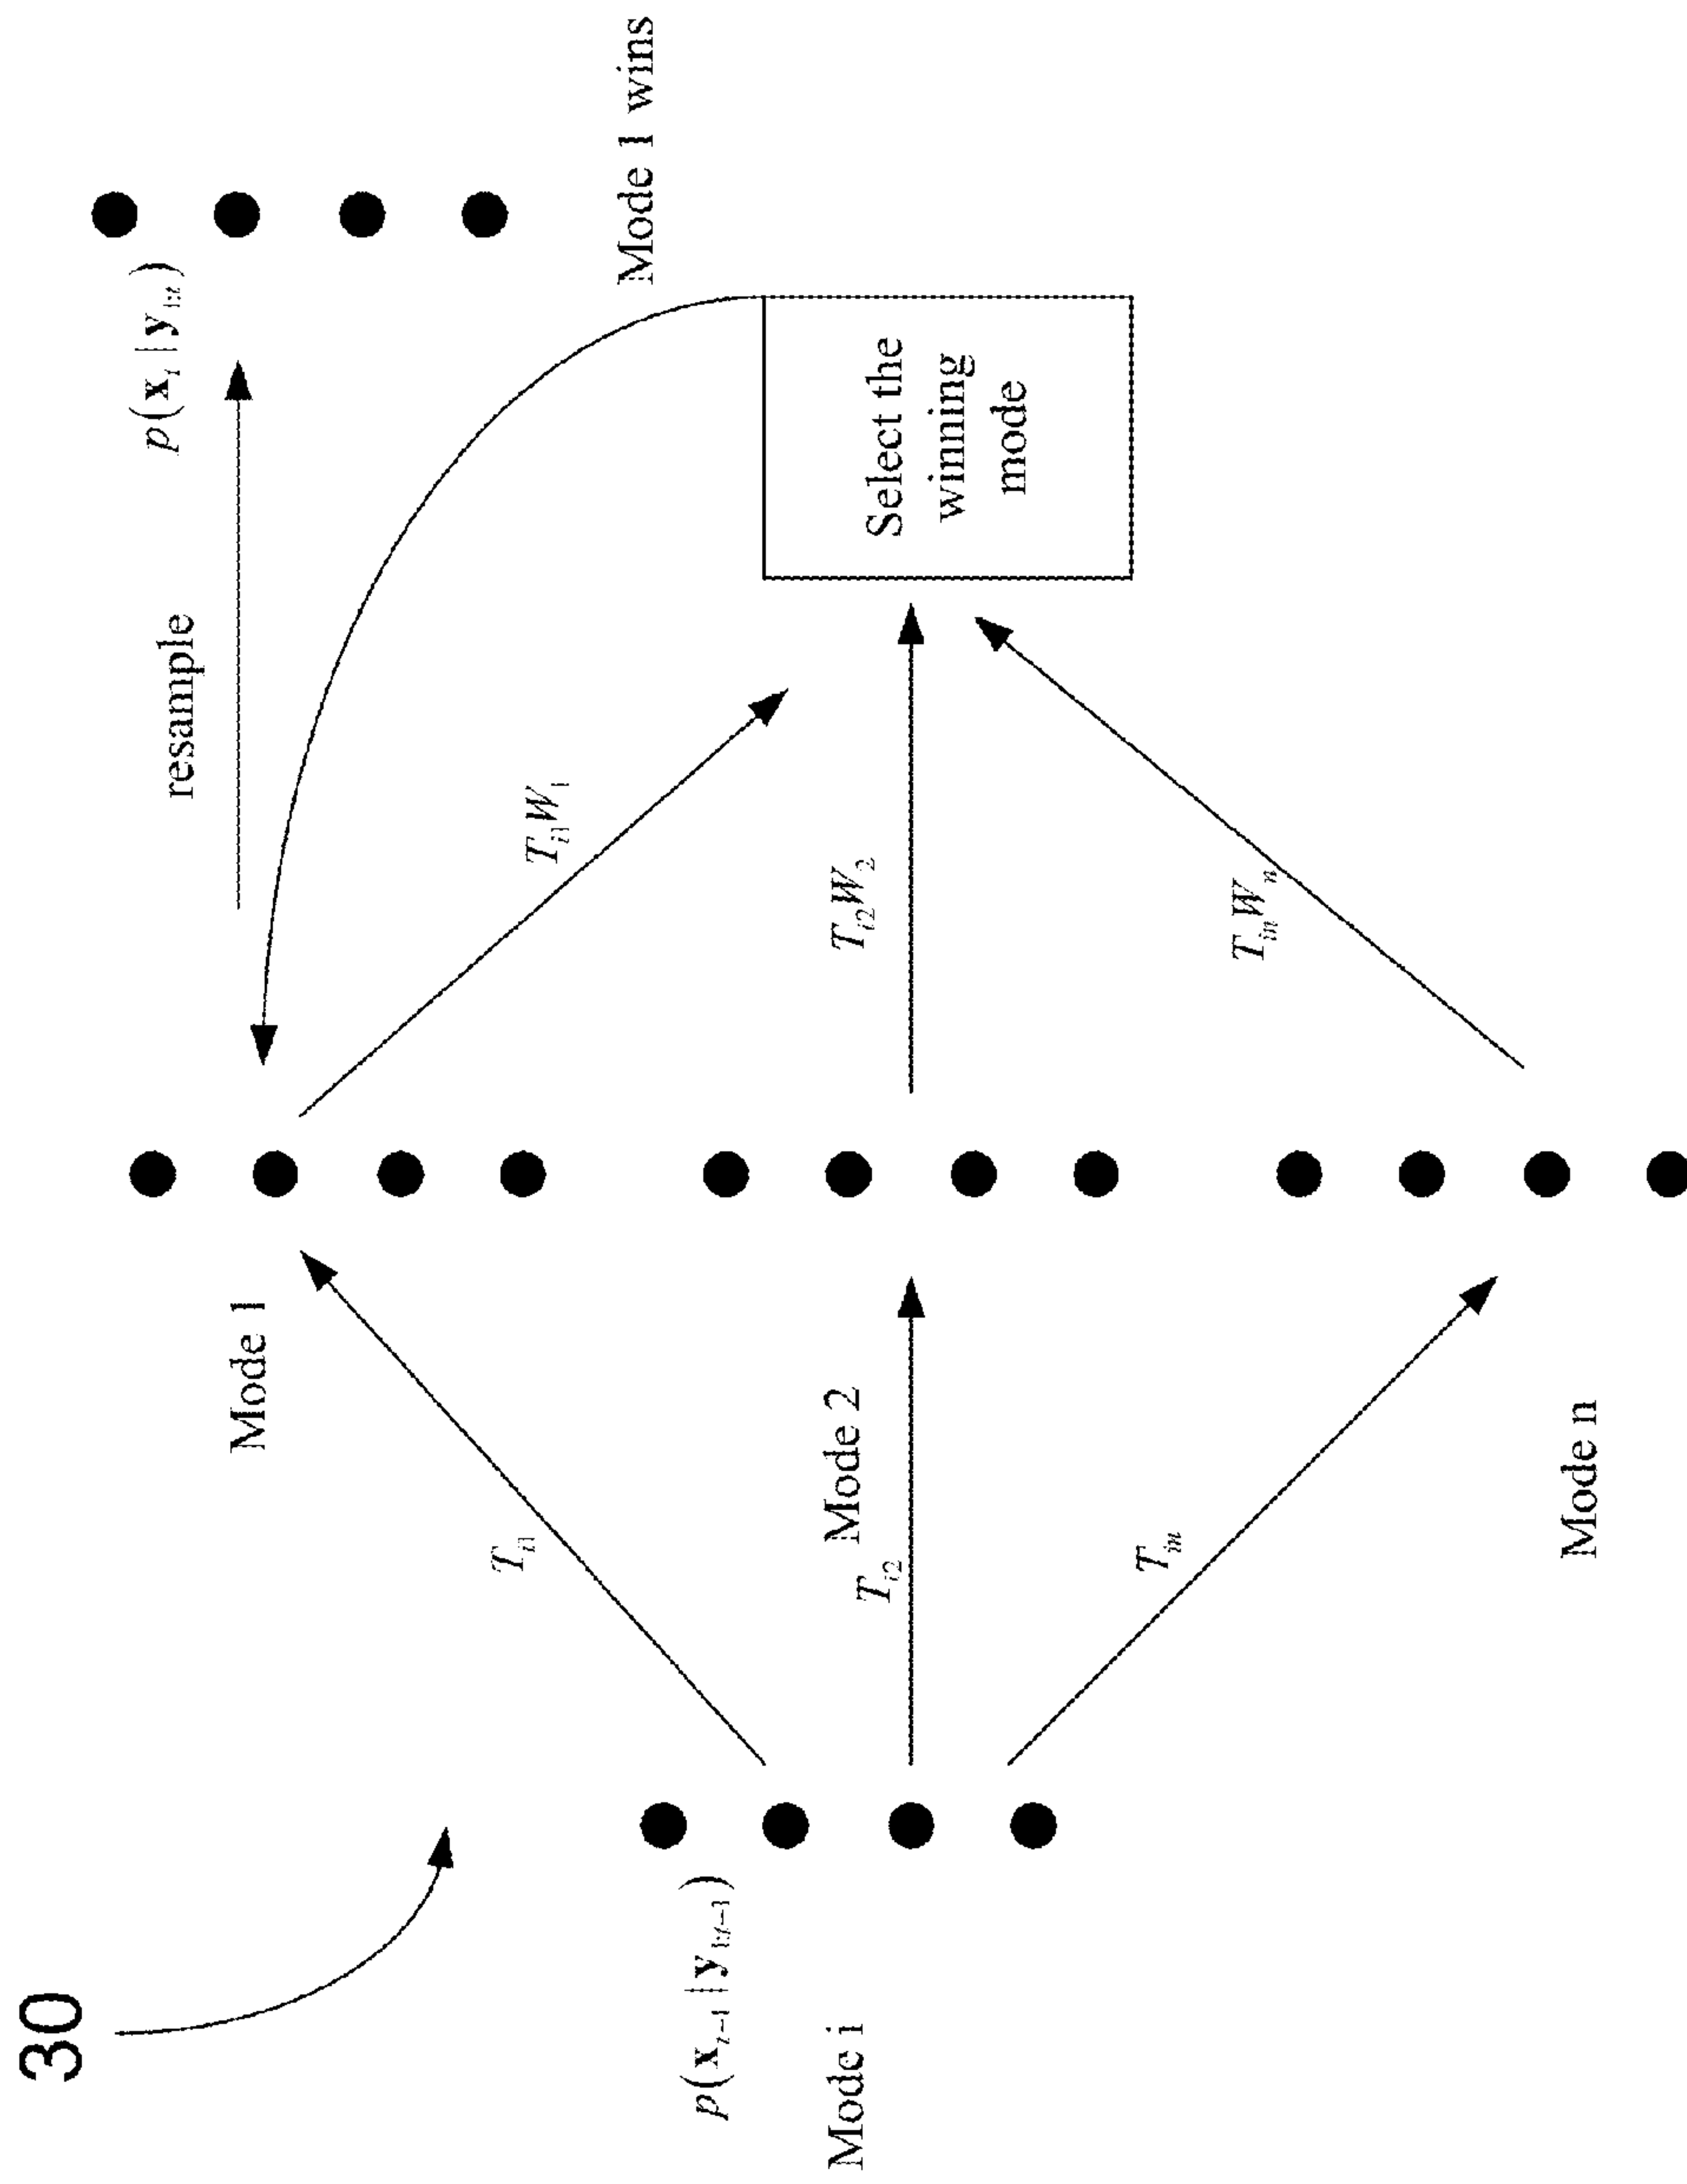 30
p(x_{t-1} | y_{1:t-1})
Mode i
T_{i1}
Mode 1
T_{i2}
Mode 2
T_{in}
Mode n
T_{i1}W_1
T_{i2}W_2
T_{in}W_n
resample
p(x_t | y_{1:t})
Select the
winning
mode
Mode 1 wins